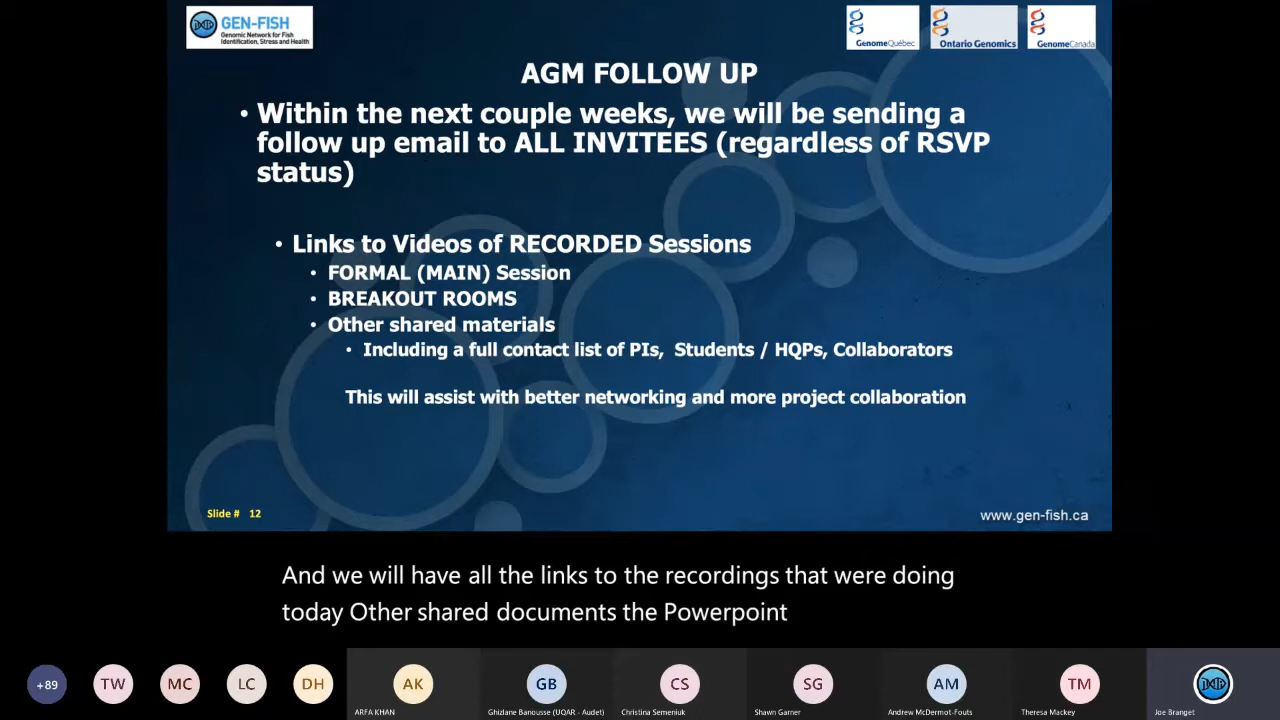 GEN-FISH
Genomic Network for Fish
Identification, Stress and Health
GenomeQuébec
Ontario Genomics
GenomeCanada
AGM FOLLOW UP
• Within the next couple weeks, we will be sending a
follow up email to ALL INVITEES (regardless of RSVP
status)
• Links to Videos of RECORDED Sessions
• FORMAL (MAIN) Session
• BREAKOUT ROOMS
• Other shared materials
• Including a full contact list of PIs, Students / HQPs, Collaborators
This will assist with better networking and more project collaboration
Slide # 12
www.gen-fish.ca
And we will have all the links to the recordings that were doing
today Other shared documents the Powerpoint
+89
TW
MC
LC
DH
AK
GB
CS
SG
AM
TM
ARFA KHAN
Ghizlane Banousse (UQAR - Audet)
Christina Semeniuk
Shawn Garner
Andrew McDermot-Fouts
Theresa Mackey
Joe Branget